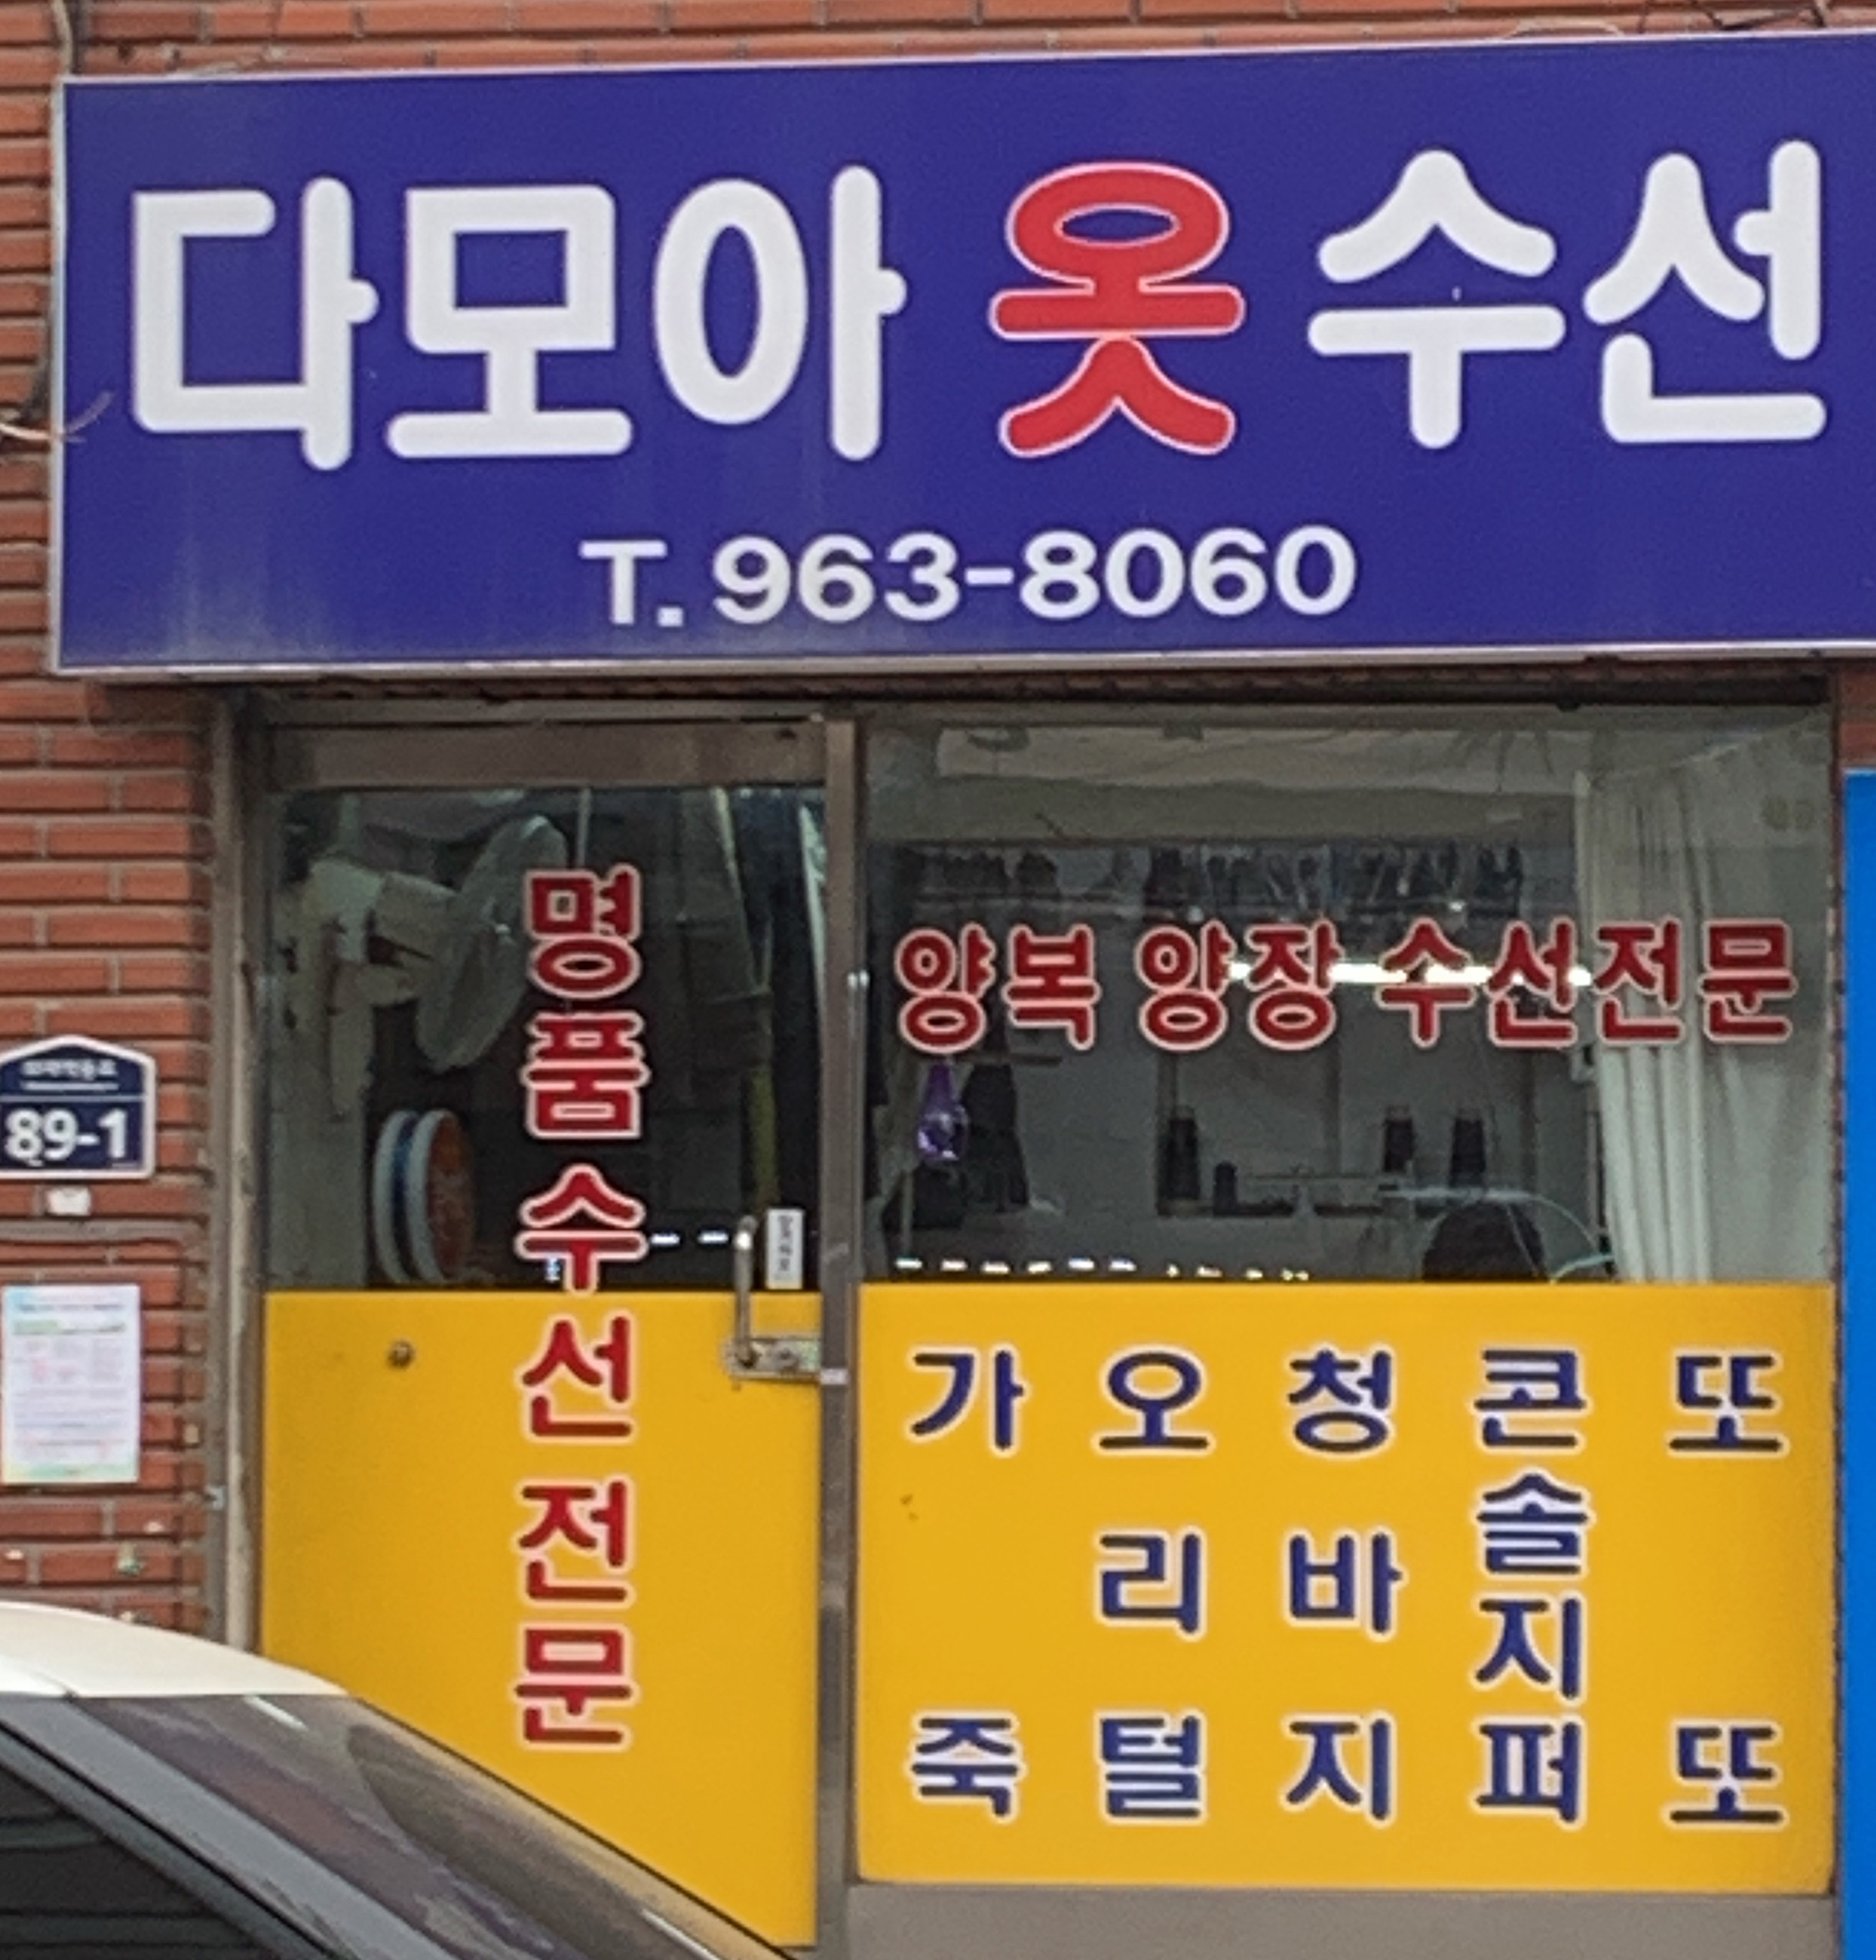 다모아 옷 수선
T. 963-8060
명품수선전문
양복 양장 수선전문
89-1
가죽
오리털
청바지
콘솔지퍼
또또